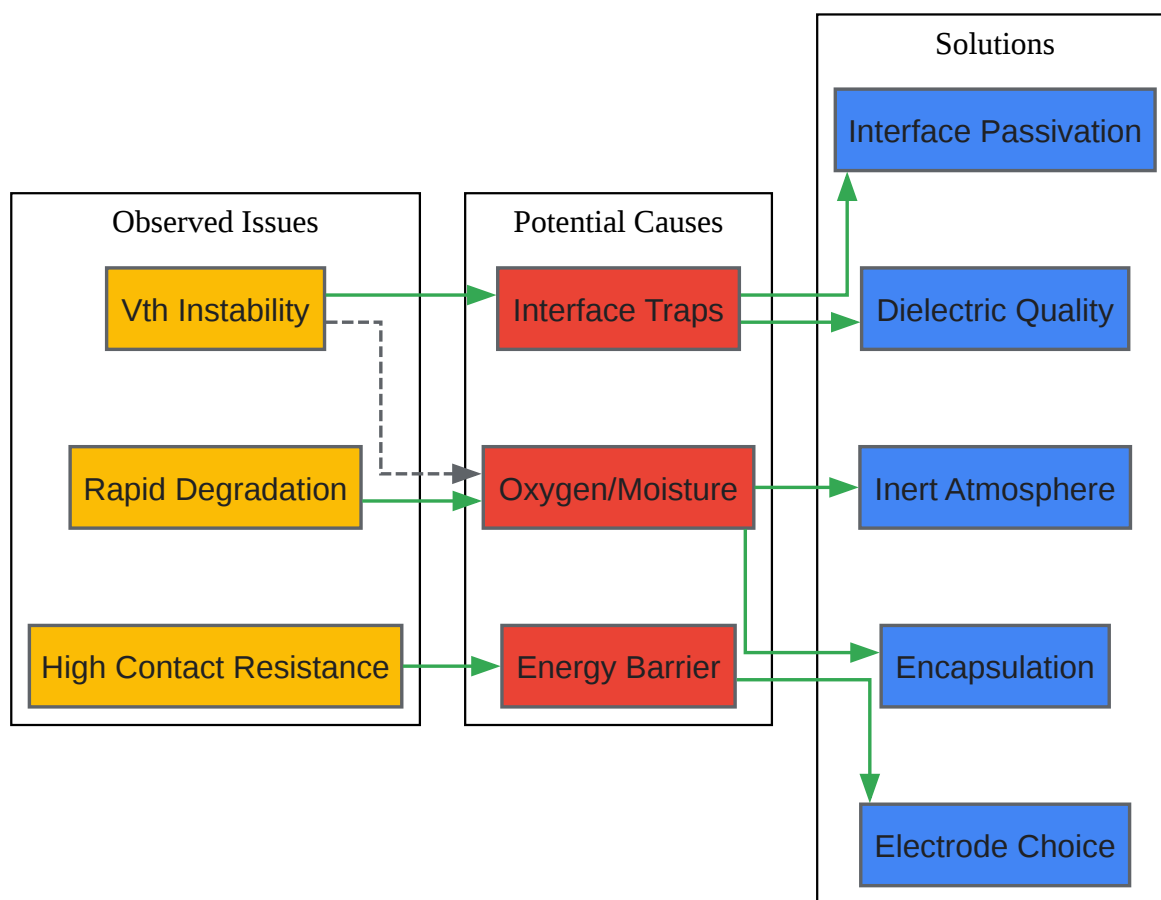 Solutions
Interface Passivation
Observed Issues
Potential Causes
Vth Instability
Interface Traps
Dielectric Quality
Rapid Degradation
Oxygen/Moisture
Inert Atmosphere
High Contact Resistance
Energy Barrier
Encapsulation
Electrode Choice